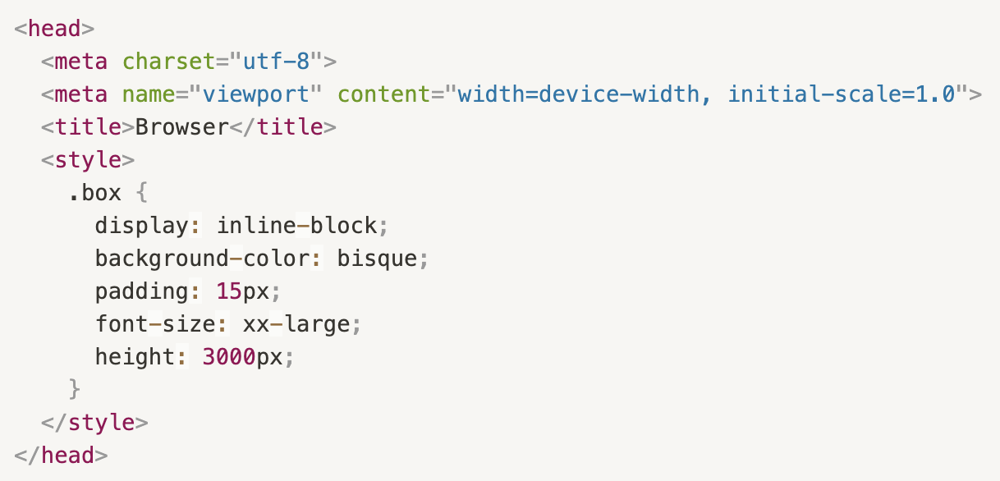 <head>
  <meta charset="utf-8">
  <meta name="viewport" content="width=device-width, initial-scale=1.0">
  <title>Browser</title>
  <style>
    .box {
      display: inline-block;
      background-color: bisque;
      padding: 15px;
      font-size: xx-large;
      height: 3000px;
    }
  </style>
</head>